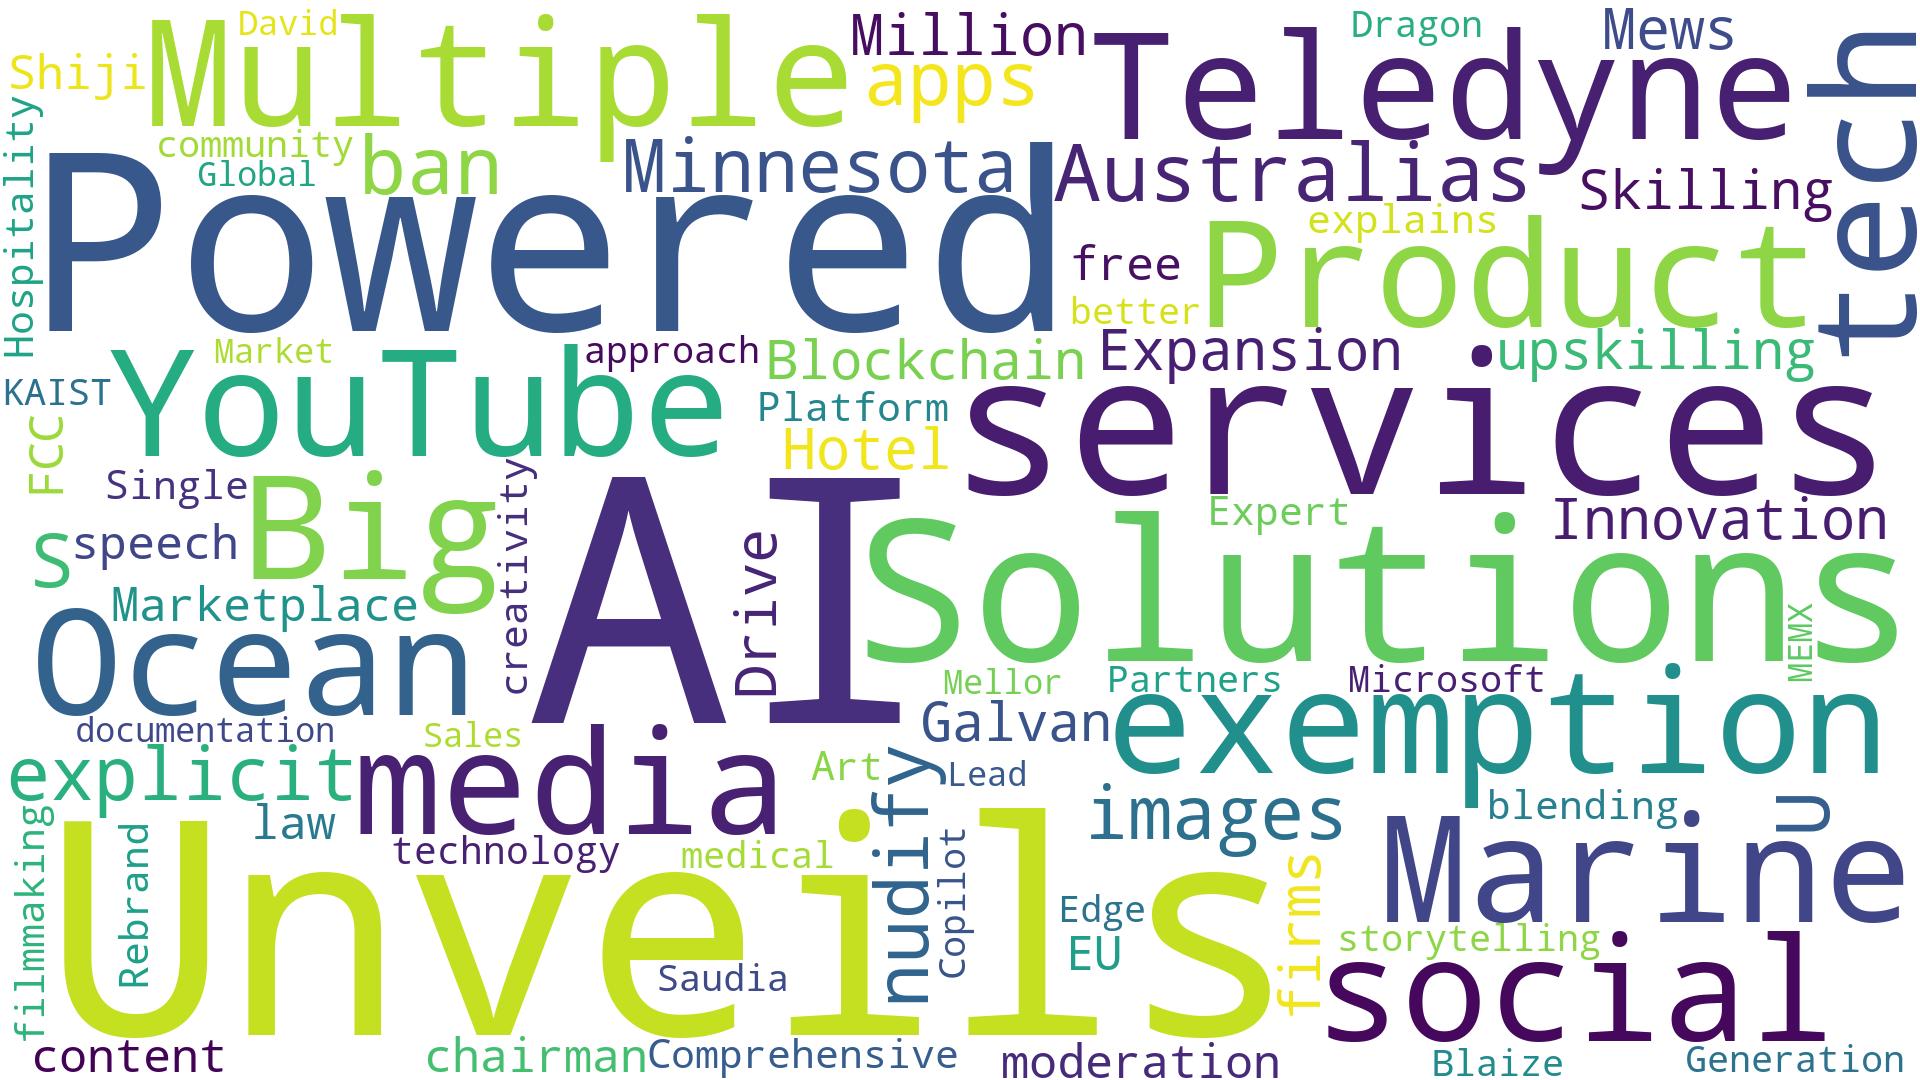 David
Shiji
Multiple
Million
apps
Teledyne
Dragon
Mews
tech
Hospitality
community
Global
ban
Minnesota
Australias
Skilling
Powered
explains
free
better
Product
KAIST
YouTube
Market
approach
Blockchain
Expansion
upskilling
Platform
Hotel
services
FCC
Single
Big
speech
S
creativity
AI
Drive
Solutions
Expert
Innovation
Marketplace
Ocean
MEMX
documentation
Sales
Mellor
Partners
Microsoft
Galvan
exemption
explicit
media
Art
nudify
Lead
images
blending
U
law
technology
medical
Copilot
filmmaking
Rebrand
Unveils
Saudia
Edge
EU
firms
Marine
storytelling
social
content
chairman
Comprehensive
moderation
Blaize
Generation